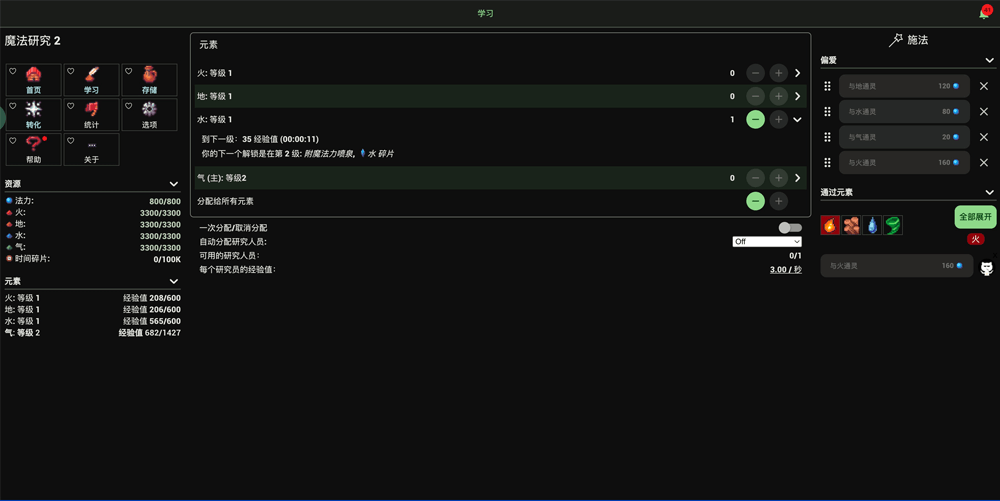 学习
41
魔法研究 2
首页
学习
存储
转化
统计
选项
帮助
关于
资源
法力: 800/800
火: 3300/3300
地: 3300/3300
水: 3300/3300
气: 3300/3300
时间碎片: 0/100K
元素
火: 等级 1 经验值 208/600
地: 等级 1 经验值 206/600
水: 等级 1 经验值 565/600
气: 等级 2 经验值 682/1427
元素
火: 等级 1 0
地: 等级 1 0
水: 等级 1 1
到下一级: 35 经验值 (00:00:11)
你的下一个解锁是在第 2 级: 附魔法力喷泉, 水 碎片
气 (主): 等级2 0
分配给所有元素
一次分配/取消分配
自动分配研究人员: Off
可用的研究人员: 0/1
每个研究员的经验值: 3.00 / 秒
施法
偏爱
与地通灵 120
与水通灵 80
与气通灵 20
与火通灵 160
通过元素
全部展开
火
与火通灵 160